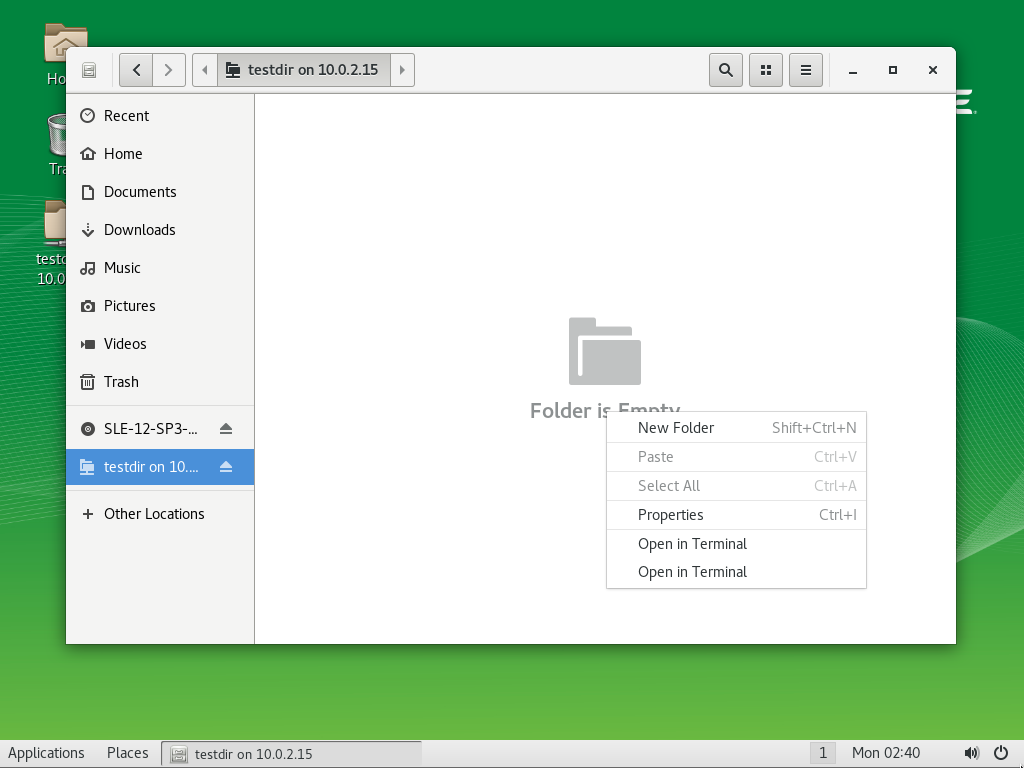 Ho
testdir on 10.0.2.15
Recent
Home
Documents
Downloads
Music
Pictures
Videos
Trash
SLE-12-SP3-...
testdir on 10....
Other Locations
Tra
testd
10.0
Folder is Empty
New Folder Shift+Ctrl+N
Paste Ctrl+V
Select All Ctrl+A
Properties Ctrl+I
Open in Terminal
Open in Terminal
Applications Places testdir on 10.0.2.15 1 Mon 02:40